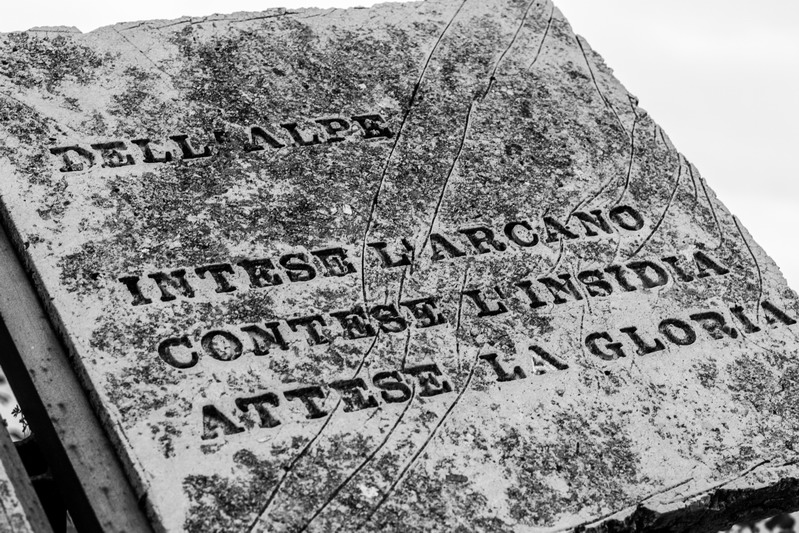 DELL'ALPE
INTESE L'ARCANO
CONTESE L'INSIDIA
ATTESE LA GLORIA